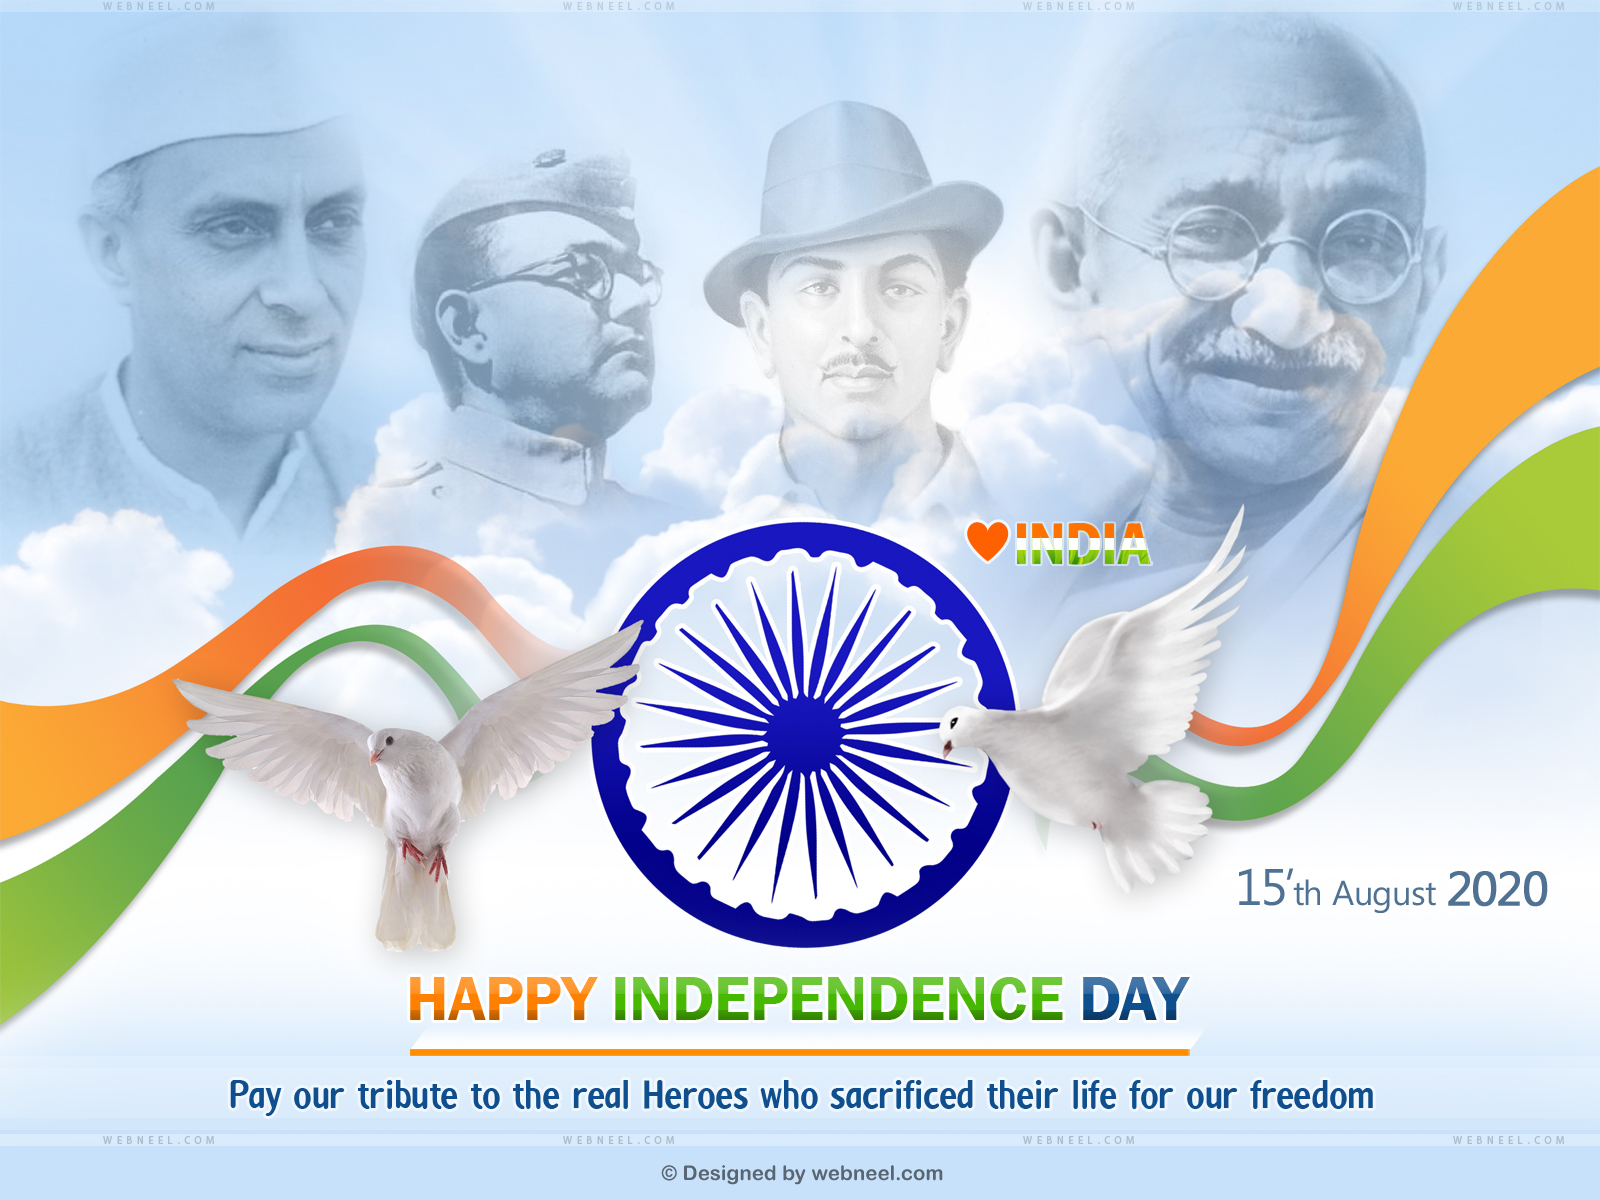 WEBNEEL.COM WEBNEEL.COM WEBNEEL.COM WEBNEEL.COM
INDIA
15'th August 2020
HAPPY INDEPENDENCE DAY
Pay our tribute to the real Heroes who sacrificed their life for our freedom
WEBNEEL.COM WEBNEEL.COM WEBNEEL.COM WEBNEEL.COM
© Designed by webneel.com